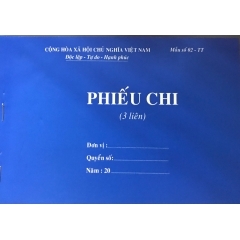 CỘNG HÒA XÃ HỘI CHỦ NGHĨA VIỆT NAM Mẫu số 02 - TT
Độc lập - Tự do - Hạnh phúc
PHIẾU CHI
(3 liên)
Đơn vị :
Quyển số:
Năm : 20